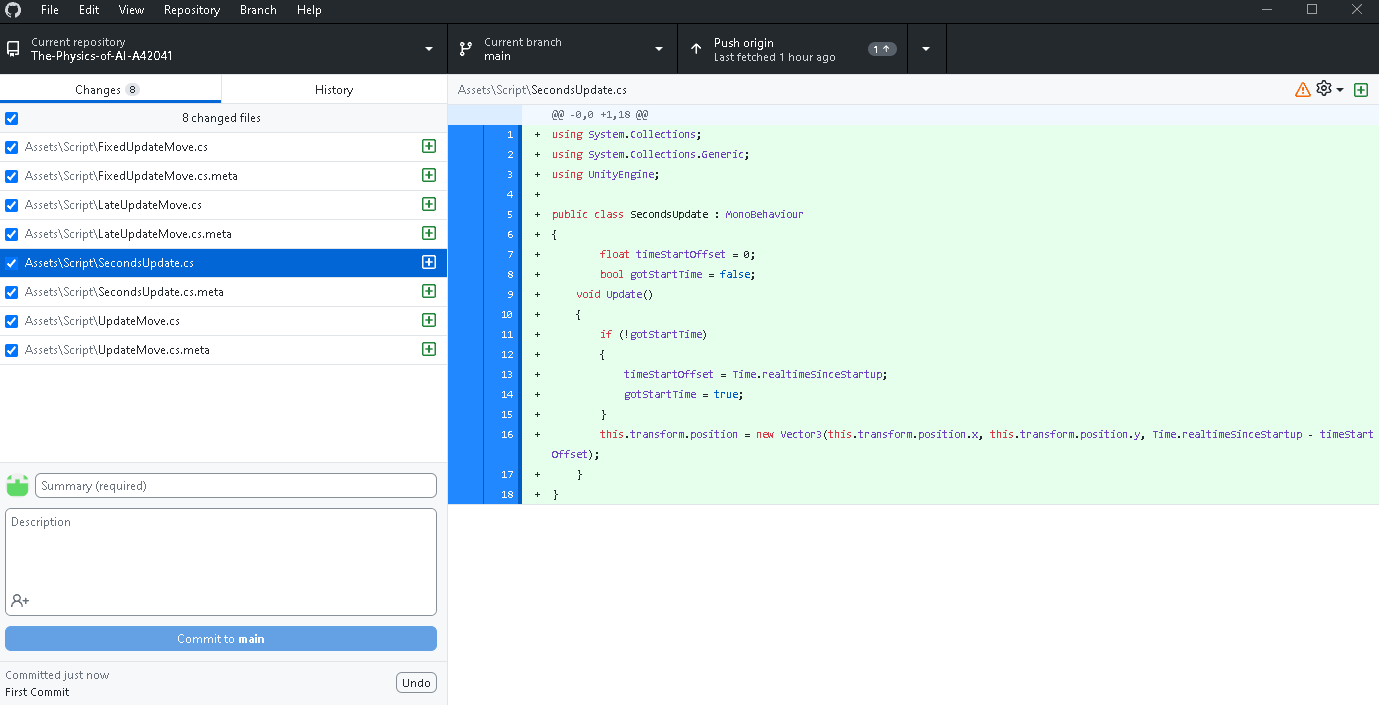 File Edit View Repository Branch Help
Current repository
The-Physics-of-AI-A42041
Current branch
main
Push origin
Last fetched 1 hour ago
1
Changes 8
History
8 changed files
Assets\Script\FixedUpdateMove.cs
Assets\Script\FixedUpdateMove.cs.meta
Assets\Script\LateUpdateMove.cs
Assets\Script\LateUpdateMove.cs.meta
Assets\Script\SecondsUpdate.cs
Assets\Script\SecondsUpdate.cs.meta
Assets\Script\UpdateMove.cs
Assets\Script\UpdateMove.cs.meta
Summary (required)
Description
Commit to main
Committed just now
First Commit
Undo
Assets\Script\SecondsUpdate.cs
@@ -0,0 +1,18 @@
1 + using System.Collections;
2 + using System.Collections.Generic;
3 + using UnityEngine;
4 +
5 + public class SecondsUpdate : MonoBehaviour
6 + {
7 + float timeStartOffset = 0;
8 + bool gotStartTime = false;
9 + void Update()
10 + {
11 + if (!gotStartTime)
12 + {
13 + timeStartOffset = Time.realtimeSinceStartup;
14 + gotStartTime = true;
15 + }
16 + this.transform.position = new Vector3(this.transform.position.x, this.transform.position.y, Time.realtimeSinceStartup - timeStart
Offset);
17 + }
18 + }